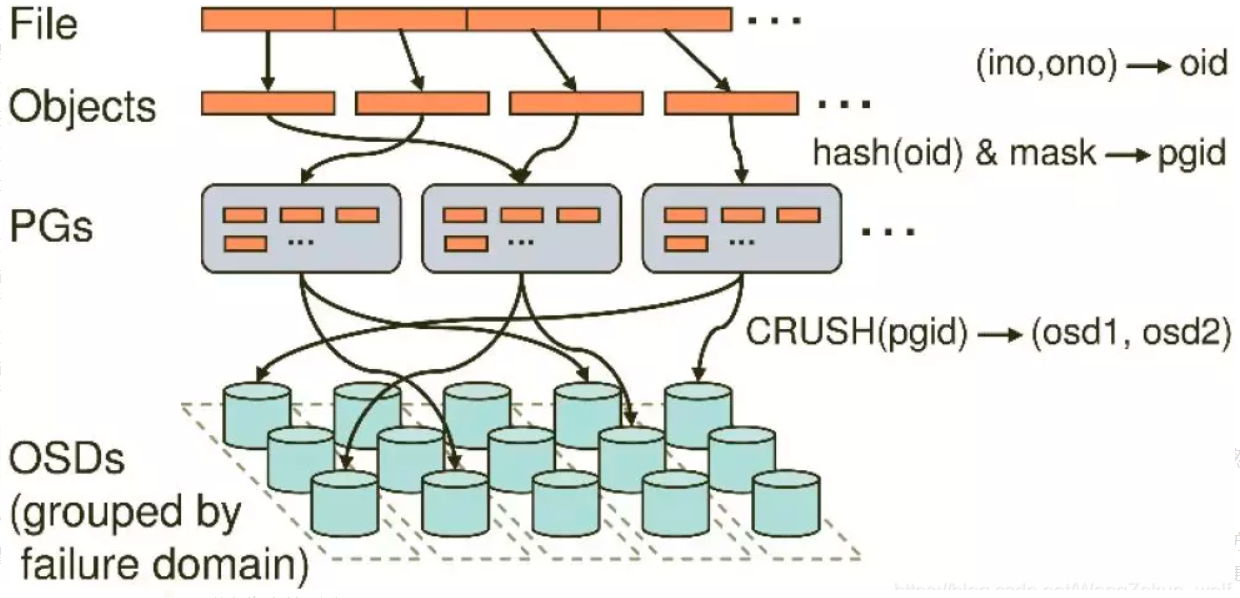 File
(ino,ono) → oid
Objects
hash(oid) & mask → pgid
PGs
CRUSH(pgid) → (osd1, osd2)
OSDs
(grouped by
failure domain)